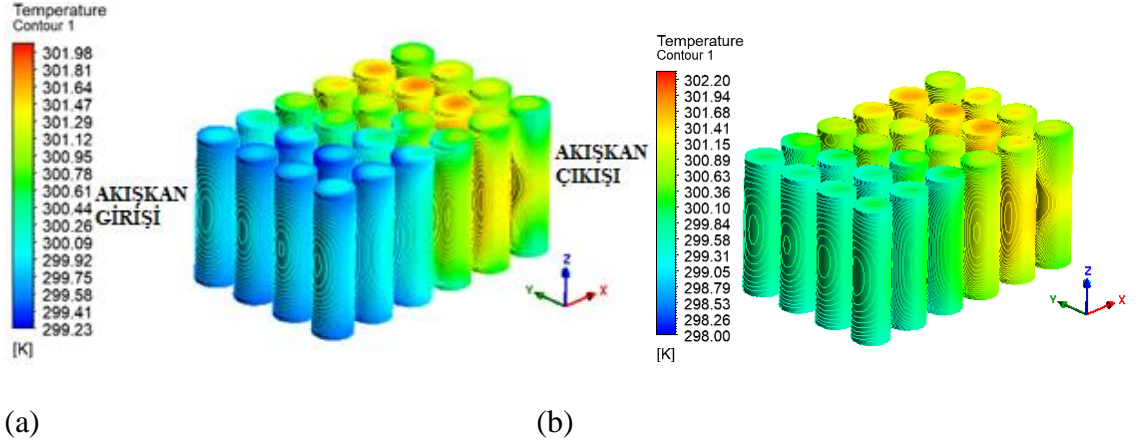 Temperature
Contour 1
301.98
301.81
301.64
301.47
301.29
301.12
300.95
300.78
300.61
300.44
300.26
300.09
299.92
299.75
299.58
299.41
299.23
[K]
AKIŞKAN
GİRİŞİ
AKIŞKAN
ÇIKIŞI
Z
Y
X
Temperature
Contour 1
302.20
301.94
301.68
301.41
301.15
300.89
300.63
300.36
300.10
299.84
299.58
299.31
299.05
298.79
298.53
298.26
298.00
[K]
Z
Y
X
(a)
(b)